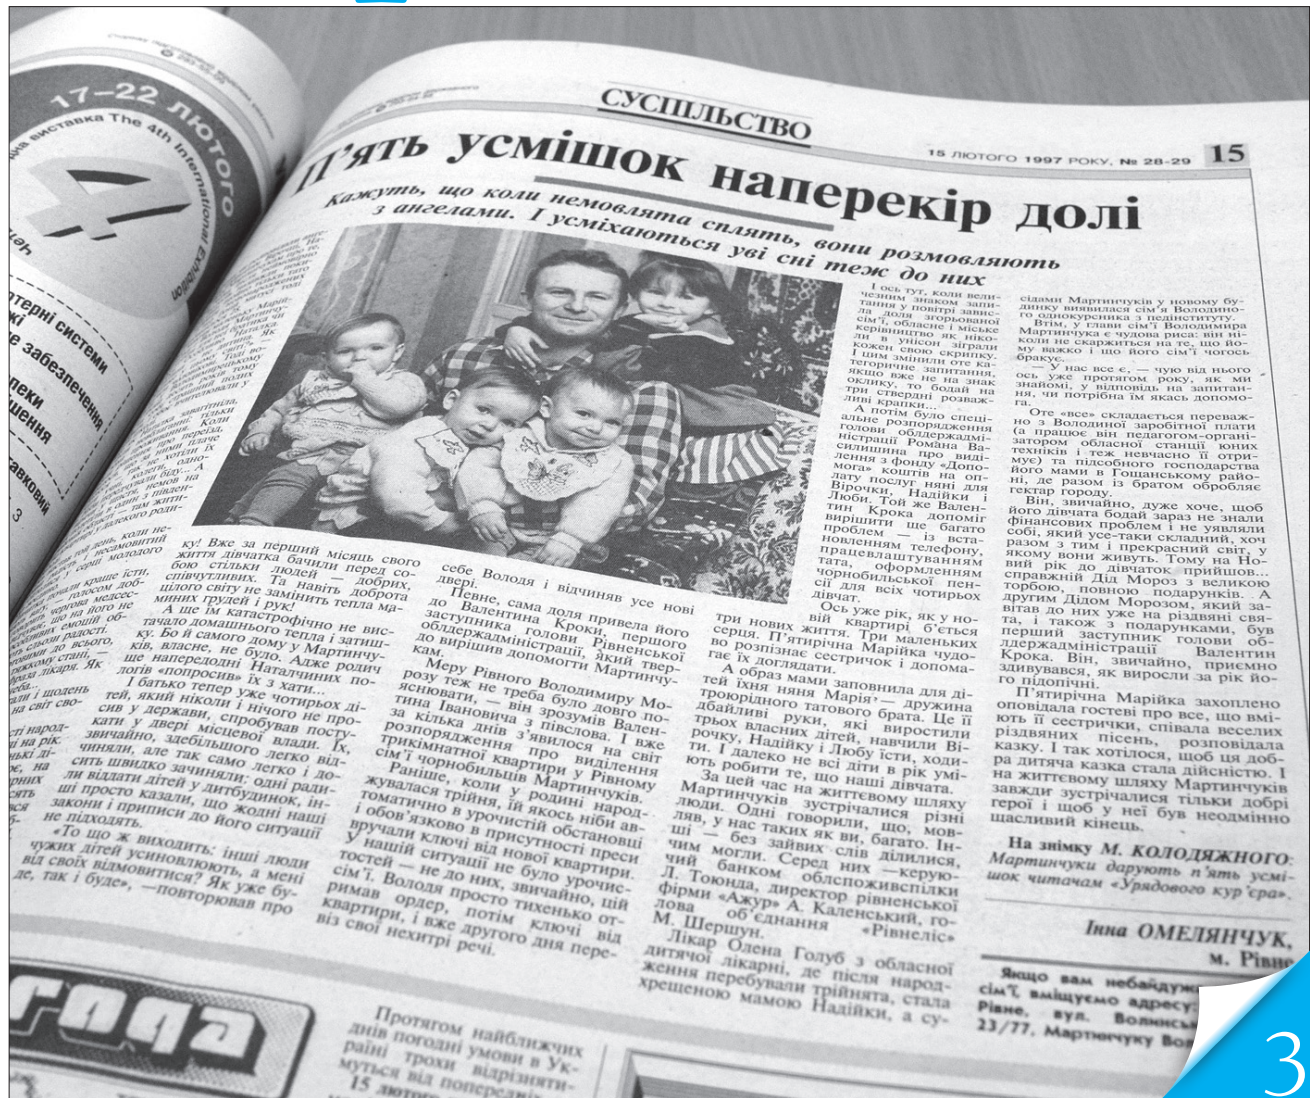 17–22 ЛЮТОГО
виставка The 4th International Exhibition
4
системи
забезпечення
3
СУСПІЛЬСТВО
15 ЛЮТОГО 1997 РОКУ, № 28-29 15
П’ять усмішок наперекір долі
Кажуть, що коли немовлята сплять, вони розмовляють
з ангелами. І усміхаються уві сні теж до них
ку! Вже за перший місяць свого
життя дівчатка бачили перед со-
бою стільки людей — добрих,
співчутливих. Та навіть доброта
цілого світу не замінить тепла ма-
миних грудей і рук!
А ще їм катастрофічно не вис-
тачало домашнього тепла і затиш-
ку. Бо й самого дому у Мартинчу-
ків, власне, не було. Адже родич
ще напередодні Наталчиних по-
логів «попросив» їх з хати...
І батько тепер уже чотирьох ді-
тей, який ніколи і нічого не про-
сив у держави, спробував посту-
кати у двері місцевої влади. Їх,
звичайно, здебільшого легко від-
чиняли, але так само легко і до-
сить швидко зачиняли: одні ради-
ли віддати дітей у дитбудинок, ін-
ші просто казали, що жодні наші
закони і приписи до його ситуації
не підходять.
«То що ж виходить: інші люди
чужих дітей усиновлюють, а мені
від своїх відмовитися? Як уже бу-
де, так і буде», —повторював про
себе Володя і відчиняв усе нові
двері.
Певне, сама доля привела його
до Валентина Кроки, першого
заступника голови Рівненської
облдержадміністрації, який твер-
до вирішив допомогти Мартинчу-
кам.
Меру Рівного Володимиру Мо-
розу теж не треба було довго по-
яснювати, — він зрозумів Вален-
тина Івановича з півслова. І вже
за кілька днів з’явилося на світ
розпорядження про виділення
трикімнатної квартири у Рівному
сім’ї чорнобильців Мартинчуків.
Раніше, коли у родині народ-
жувалася трійня, їй якось ніби ав-
томатично в урочистій обстановці
і обов’язково в присутності преси
вручали ключі від нової квартири.
У нашій ситуації не було урочис-
тостей — не до них, звичайно, цій
сім’ї. Володя просто тихенько от-
римав ордер, потім ключі від
квартири, і вже другого дня пере-
віз свої нехитрі речі.
І ось тут, коли вели-
чезним знаком запи-
тання у повітрі завис-
ла доля згорьованої
сім’ї, обласне і міське
керівництво як ніко-
ли в унісон зіграли
кожен свою скрипку.
І цим змінили оте ка-
тегоричне запитання,
якщо вже не на знак
оклику, то бодай на
три ствердні розваж-
ливі крапки...
А потім було спеці-
альне розпорядження
голови облдержадмі-
ністрації Романа Ва-
силишина про виді-
лення з фонду «Допо-
мога» коштів на оп-
лату послуг няні для
Вірочки, Надійки і
Люби. Той же Вален-
тин Крока допоміг
вирішити ще багато
проблем — із вста-
новленням телефону,
працевлаштуванням
тата, оформленням
чорнобильської пен-
сії для всіх чотирьох
дівчат.
Ось уже рік, як у но-
вій квартирі б’ється
три нових життя. Три маленьких
серця. П’ятирічна Марійка чудо-
во розпізнає сестричок і допома-
гає їх доглядати.
А образ мами заповнила для ді-
тей їхня няня Марія — дружина
троюрідного татового брата. Це її
дбайливі руки, які виростили
трьох власних дітей, навчили Ві-
рочку, Надійку і Любу їсти, ходи-
ти. І далеко не всі діти в рік умі-
ють робити те, що наші дівчата.
За цей час на життєвому шляху
Мартинчуків зустрічалися різні
люди. Одні говорили, що, мов-
ляв, у нас таких як ви, багато. Ін-
ші — без зайвих слів ділилися,
чим могли. Серед них —керую-
чий банком облспоживспілки
Л. Тоюнда, директор рівненської
фірми «Ажур» А. Каленський, го-
лова об’єднання «Рівнеліс»
М. Шершун.
Лікар Олена Голуб з обласної
дитячої лікарні, де після народ-
ження перебували трійнята, стала
хрещеною мамою Надійки, а су-
сідами Мартинчуків у новому бу-
динку виявилася сім’я Володино-
го однокурсника з педінституту.
Втім, у глави сім’ї Володимира
Мартинчука є чудова риса: він ні-
коли не скаржиться на те, що йо-
му важко і що його сім’ї чогось
бракує.
— У нас все є, — чую від нього
ось уже протягом року, як ми
знайомі, у відповідь на запитан-
ня, чи потрібна їм якась допомо-
га.
Оте «все» складається переваж-
но з Володиної заробітної плати
(а працює він педагогом-органі-
затором обласної станції юних
техніків і теж невчасно її отри-
мує) та підсобного господарства
його мами в Гощанському райо-
ні, де разом із братом обробляє
гектар городу.
Він, звичайно, дуже хоче, щоб
його дівчата бодай зараз не знали
фінансових проблем і не уявляли
собі, який усе-таки складний, хоч
разом з тим і прекрасний світ, у
якому вони живуть. Тому на Но-
вий рік до дівчаток прийшов...
справжній Дід Мороз з великою
торбою, повною подарунків. А
другим Дідом Морозом, який за-
вітав до них уже на різдвяні свя-
та, і також з подарунками, був
перший заступник голови об-
лдержадміністрації Валентин
Крока. Він, звичайно, приємно
здивувався, як виросли за рік йо-
го підопічні.
П’ятирічна Марійка захоплено
оповідала гостеві про все, що вмі-
ють її сестрички, співала веселих
різдвяних пісень, розповідала
казку. І так хотілося, щоб ця доб-
ра дитяча казка стала дійсністю. І
на життєвому шляху Мартинчуків
завжди зустрічалися тільки добрі
герої і щоб у неї був неодмінно
щасливий кінець.
На знімку М. КОЛОДЯЖНОГО:
Мартинчуки дарують п’ять усмі-
шок читачам «Урядового кур’єра».
Інна ОМЕЛЯНЧУК,
м. Рівне
Якщо вам небайдуж
сім’ї, вміщуємо адресу:
Рівне, вул. Волинсь
23/77, Мартинчуку Вол
года
Протягом найближчих
днів погодні умови в Ук-
раїні трохи відрізняти-
муться від попередніх
15 лютого
3